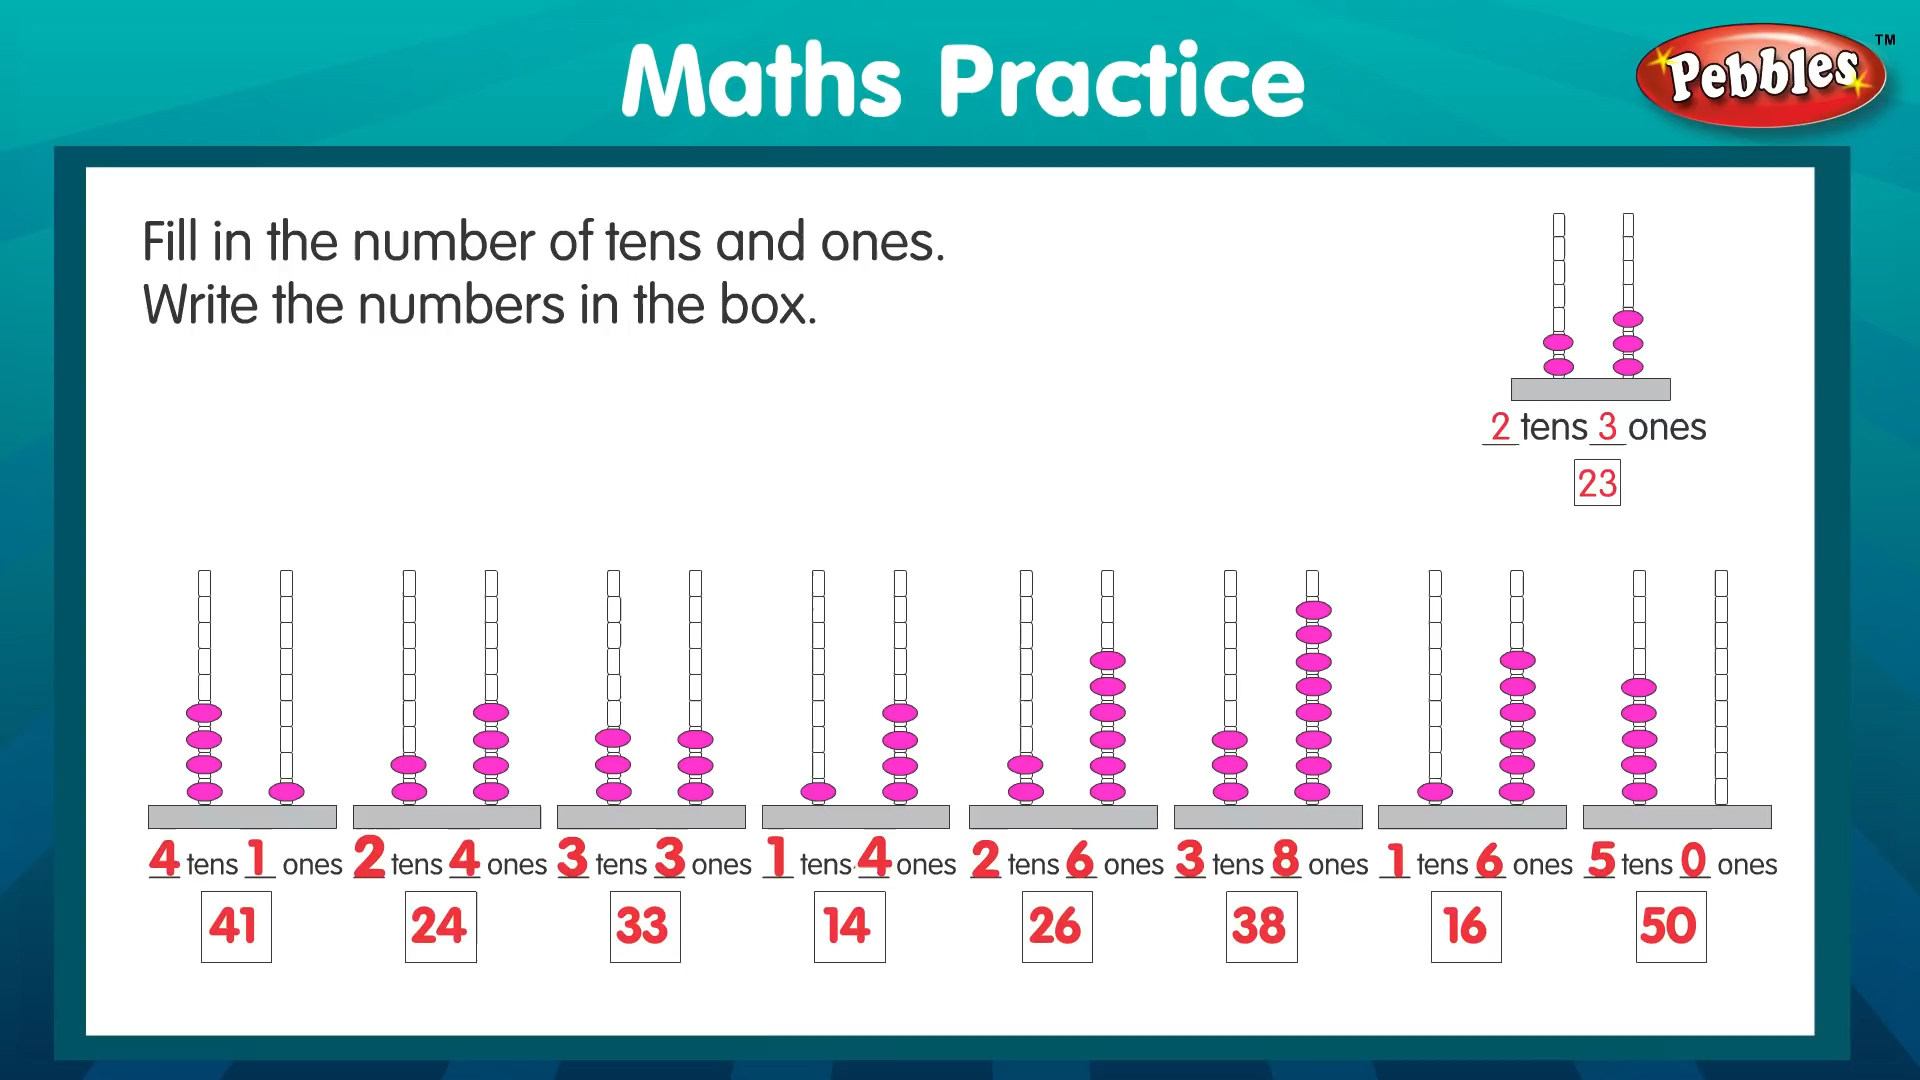 Maths Practice
Pebbles™
Fill in the number of tens and ones.
Write the numbers in the box.
2 tens 3 ones
23
4 tens 1 ones 2 tens 4 ones 3 tens 3 ones 1 tens 4 ones 2 tens 6 ones 3 tens 8 ones 1 tens 6 ones 5 tens 0 ones
41 24 33 14 26 38 16 50